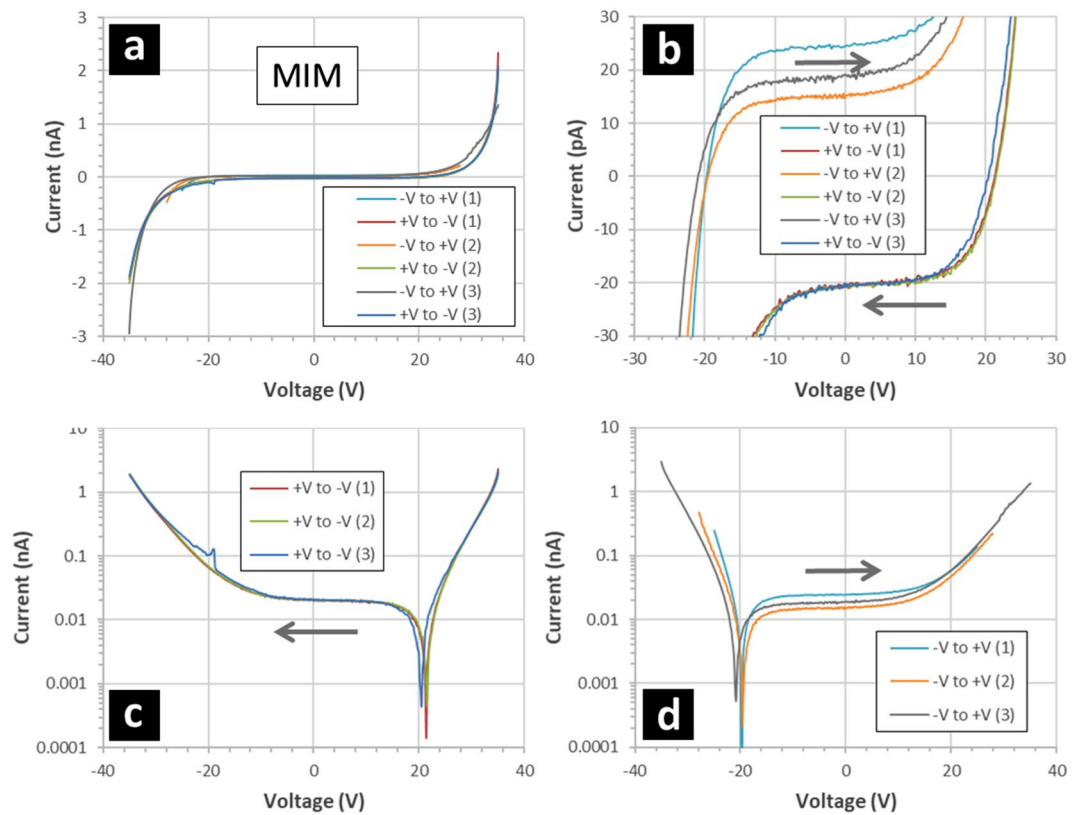 a
MIM
3
2
1
0
-1
-2
-3
Current (nA)
-40
-20
0
20
40
Voltage (V)
-V to +V (1)
+V to -V (1)
-V to +V (2)
+V to -V (2)
-V to +V (3)
+V to -V (3)
b
30
20
10
0
-10
-20
-30
Current (pA)
-30
-20
-10
0
10
20
30
Voltage (V)
-V to +V (1)
+V to -V (1)
-V to +V (2)
+V to -V (2)
-V to +V (3)
+V to -V (3)
c
10
1
0.1
0.01
0.001
0.0001
Current (nA)
-40
-20
0
20
40
Voltage (V)
+V to -V (1)
+V to -V (2)
+V to -V (3)
d
10
1
0.1
0.01
0.001
0.0001
Current (nA)
-40
-20
0
20
40
Voltage (V)
-V to +V (1)
-V to +V (2)
-V to +V (3)